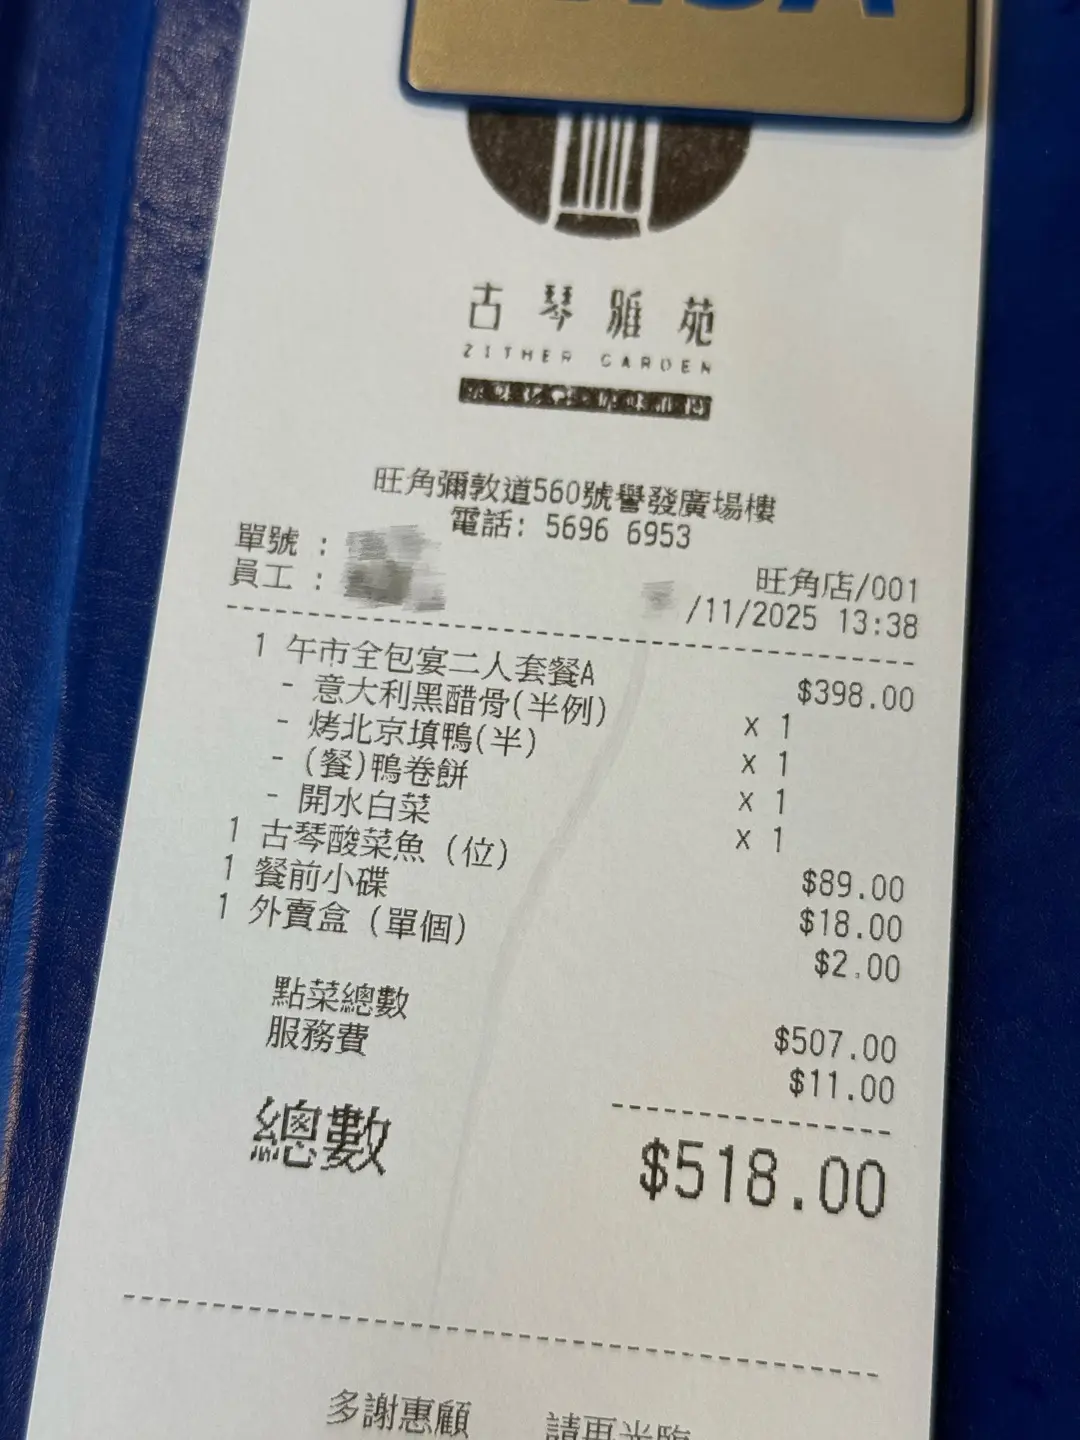 古琴雅苑
ZITHER GARDEN
旺角彌敦道560號譽發廣場樓
電話: 5696 6953
單號 :
旺角店/001
員工 :
/11/2025 13:38
1 午市全包宴二人套餐A $398.00
- 意大利黑醋骨(半例) x 1
- 烤北京填鴨(半) x 1
- (餐)鴨卷餅 x 1
- 開水白菜 x 1
1 古琴酸菜魚 (位) $89.00
1 餐前小碟 $18.00
1 外賣盒 (單個) $2.00
點菜總數 $507.00
服務費 $11.00
總數 $518.00
多謝惠顧 請再光臨